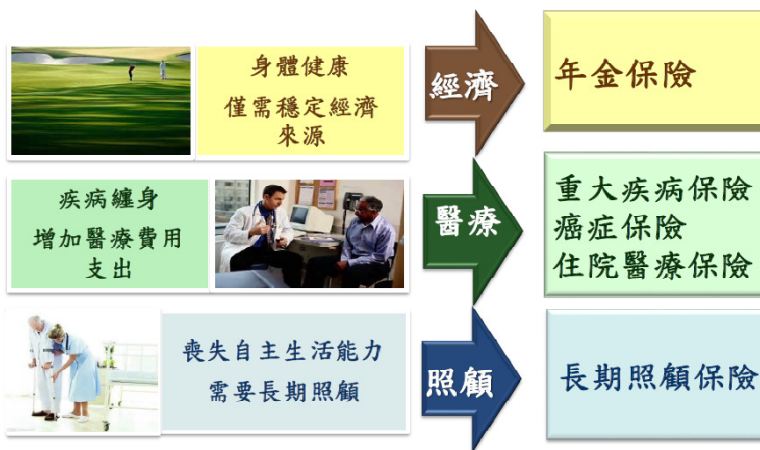 身體健康
僅需穩定經濟
來源
經濟
年金保險
疾病纏身
增加醫療費用
支出
醫療
重大疾病保險
癌症保險
住院醫療保險
喪失自主生活能力
需要長期照顧
照顧
長期照顧保險